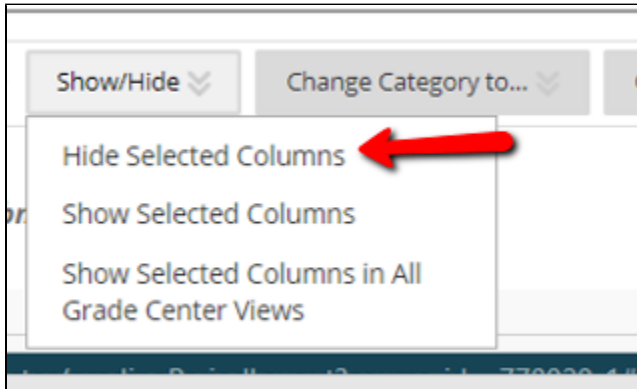 Show/Hide Change Category to...
Hide Selected Columns
Show Selected Columns
Show Selected Columns in All
Grade Center Views